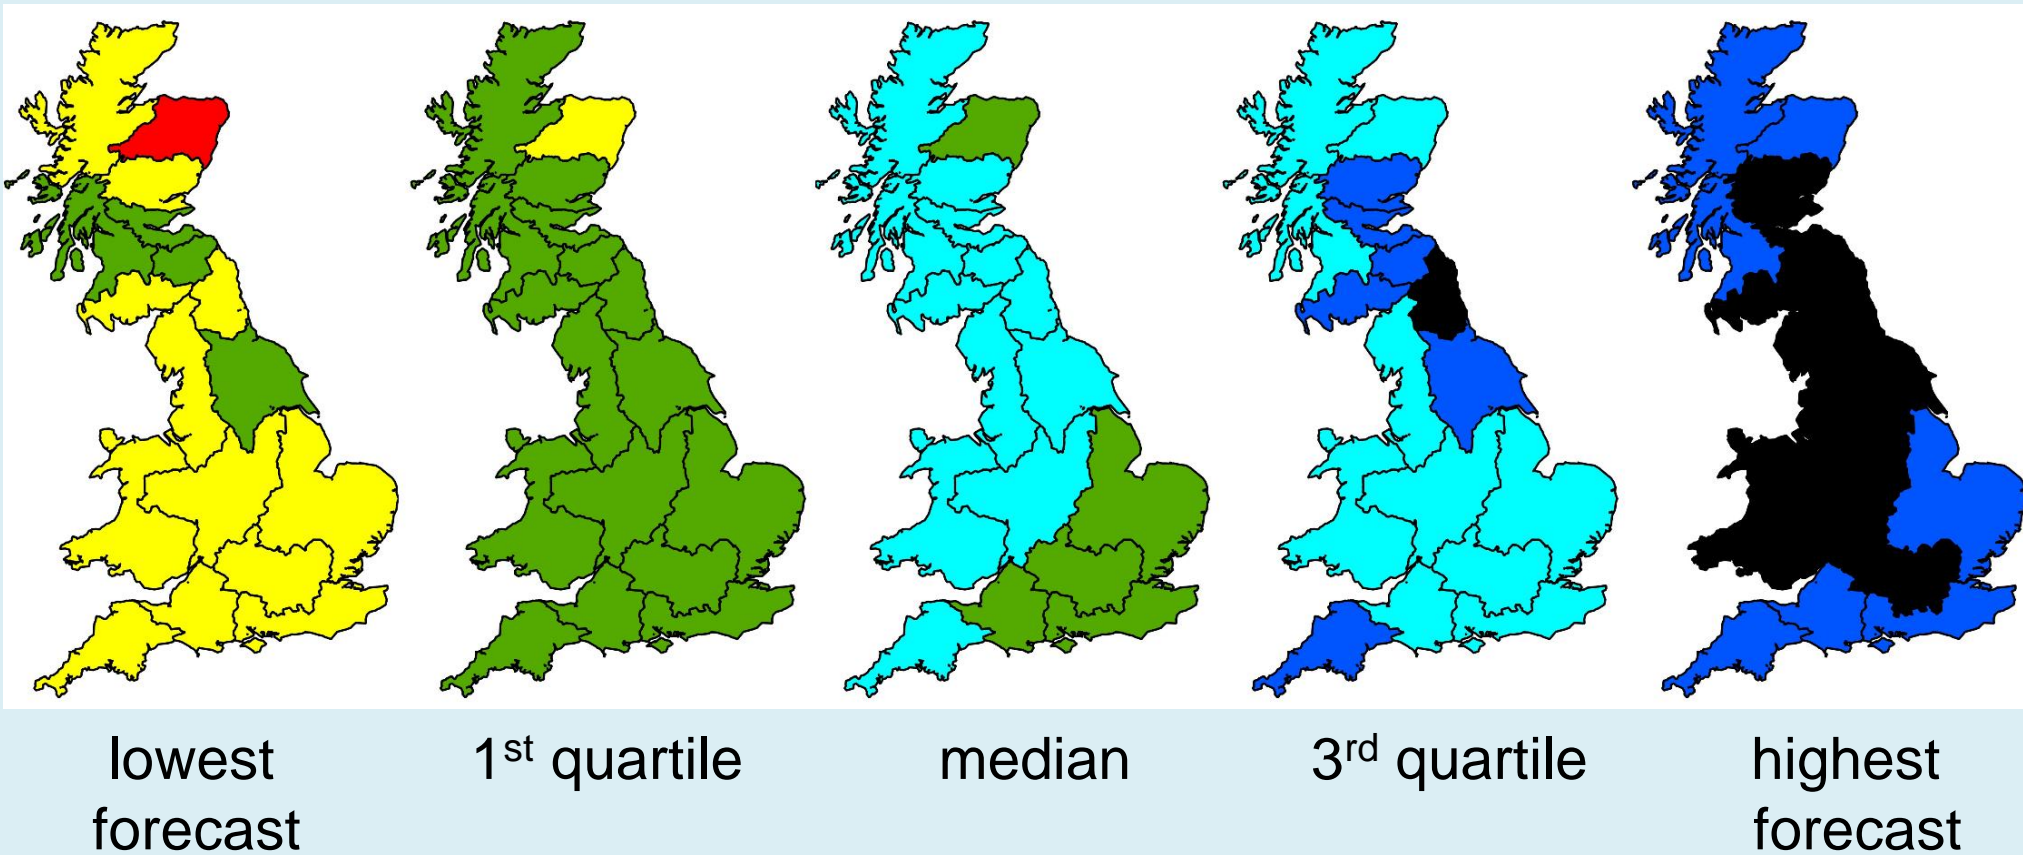 lowest forecast
1st quartile
median
3rd quartile
highest forecast